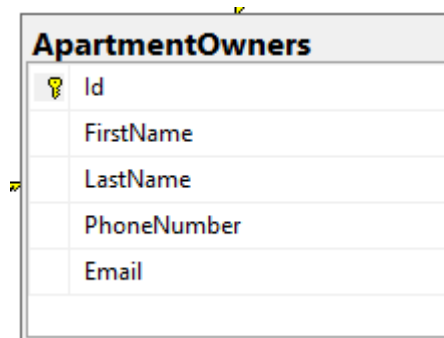 ApartmentOwners
Id
FirstName
LastName
PhoneNumber
Email